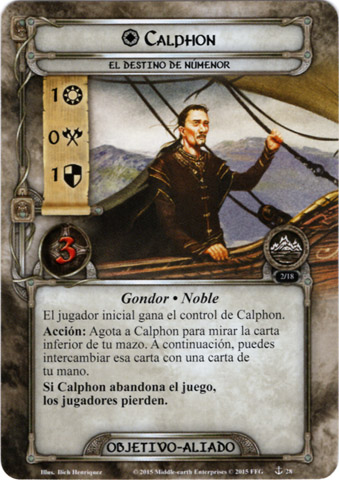 Calphon
El destino de Númenor
1
0
1
3
2/18
Gondor • Noble
El jugador inicial gana el control de Calphon.
Acción: Agota a Calphon para mirar la carta
inferior de tu mazo. A continuación, puedes
intercambiar esa carta con una carta de
tu mano.
Si Calphon abandona el juego,
los jugadores pierden.
Objetivo-Aliado
Illus. Ilich Henriquez ©2015 Middle-earth Enterprises © 2015 FFG 28